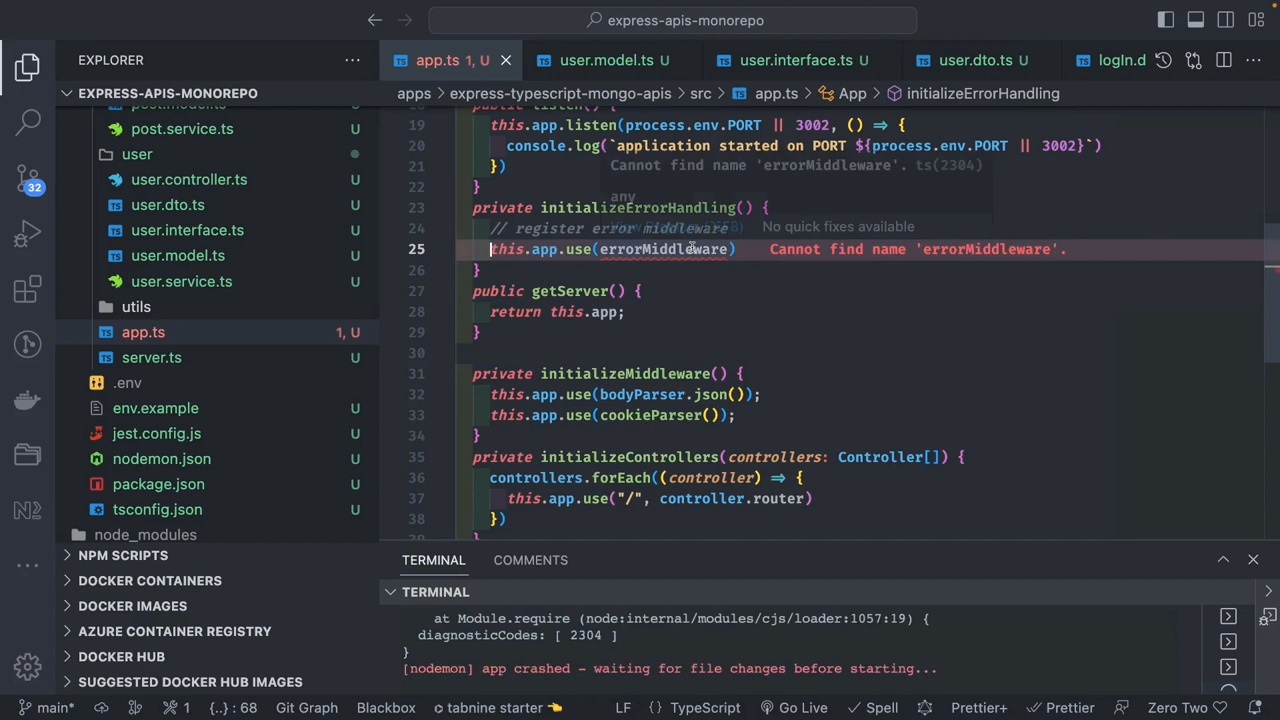 express-apis-monorepo
EXPLORER
app.ts 1, U
user.model.ts U
user.interface.ts U
user.dto.ts U
logIn.d
EXPRESS-APIS-MONOREPO
apps > express-typescript-mongo-apis > src > app.ts > App > initializeErrorHandling
post.model.ts U
post.service.ts U
user
user.controller.ts U
user.dto.ts U
user.interface.ts U
user.model.ts U
user.service.ts U
utils
app.ts 1, U
server.ts U
.env
env.example U
jest.config.js U
nodemon.json U
package.json U
tsconfig.json U
node_modules
NPM SCRIPTS
DOCKER CONTAINERS
DOCKER IMAGES
AZURE CONTAINER REGISTRY
DOCKER HUB
SUGGESTED DOCKER HUB IMAGES
32
18 public listen() {
19 this.app.listen(process.env.PORT || 3002, () => {
20 console.log(`application started on PORT ${process.env.PORT || 3002}`)
Cannot find name 'errorMiddleware'. ts(2304)
21 })
any
22 }
23 private initializeErrorHandling() {
No quick fixes available
24 // register error middleware
25 this.app.use(errorMiddleware) Cannot find name 'errorMiddleware'.
26 }
27 public getServer() {
28 return this.app;
29 }
30
31 private initializeMiddleware() {
32 this.app.use(bodyParser.json());
33 this.app.use(cookieParser());
34 }
35 private initializeControllers(controllers: Controller[]) {
36 controllers.forEach((controller) => {
37 this.app.use("/", controller.router)
38 })
39 }
TERMINAL COMMENTS
TERMINAL
at Module.require (node:internal/modules/cjs/loader:1057:19) {
diagnosticCodes: [ 2304 ]
}
[nodemon] app crashed - waiting for file changes before starting...
main* 1 {..} : 68 Git Graph Blackbox tabnine starter LF {} TypeScript Go Live Spell Prettier+ Prettier Zero Two